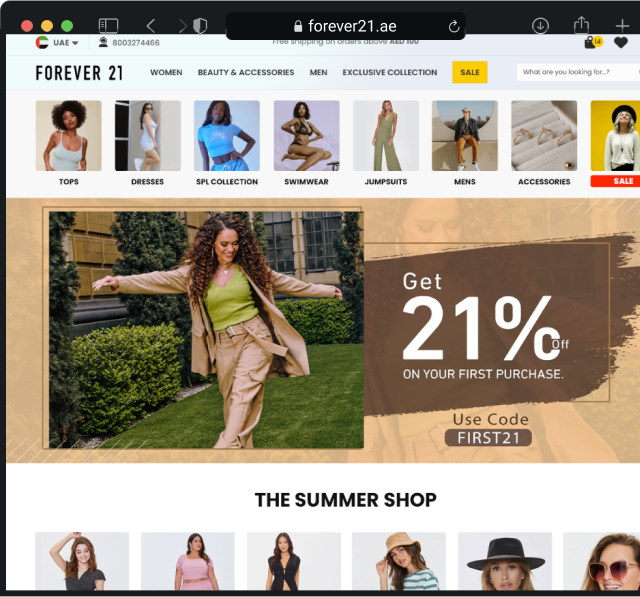 forever21.ae
UAE
8003274466
Free shipping on orders above AED 100
14
FOREVER 21
WOMEN
BEAUTY & ACCESSORIES
MEN
EXCLUSIVE COLLECTION
SALE
What are you looking for...?
TOPS
DRESSES
SPL COLLECTION
SWIMWEAR
JUMPSUITS
MENS
ACCESSORIES
SALE
Get
21%
Off
ON YOUR FIRST PURCHASE.
Use Code
FIRST21
THE SUMMER SHOP